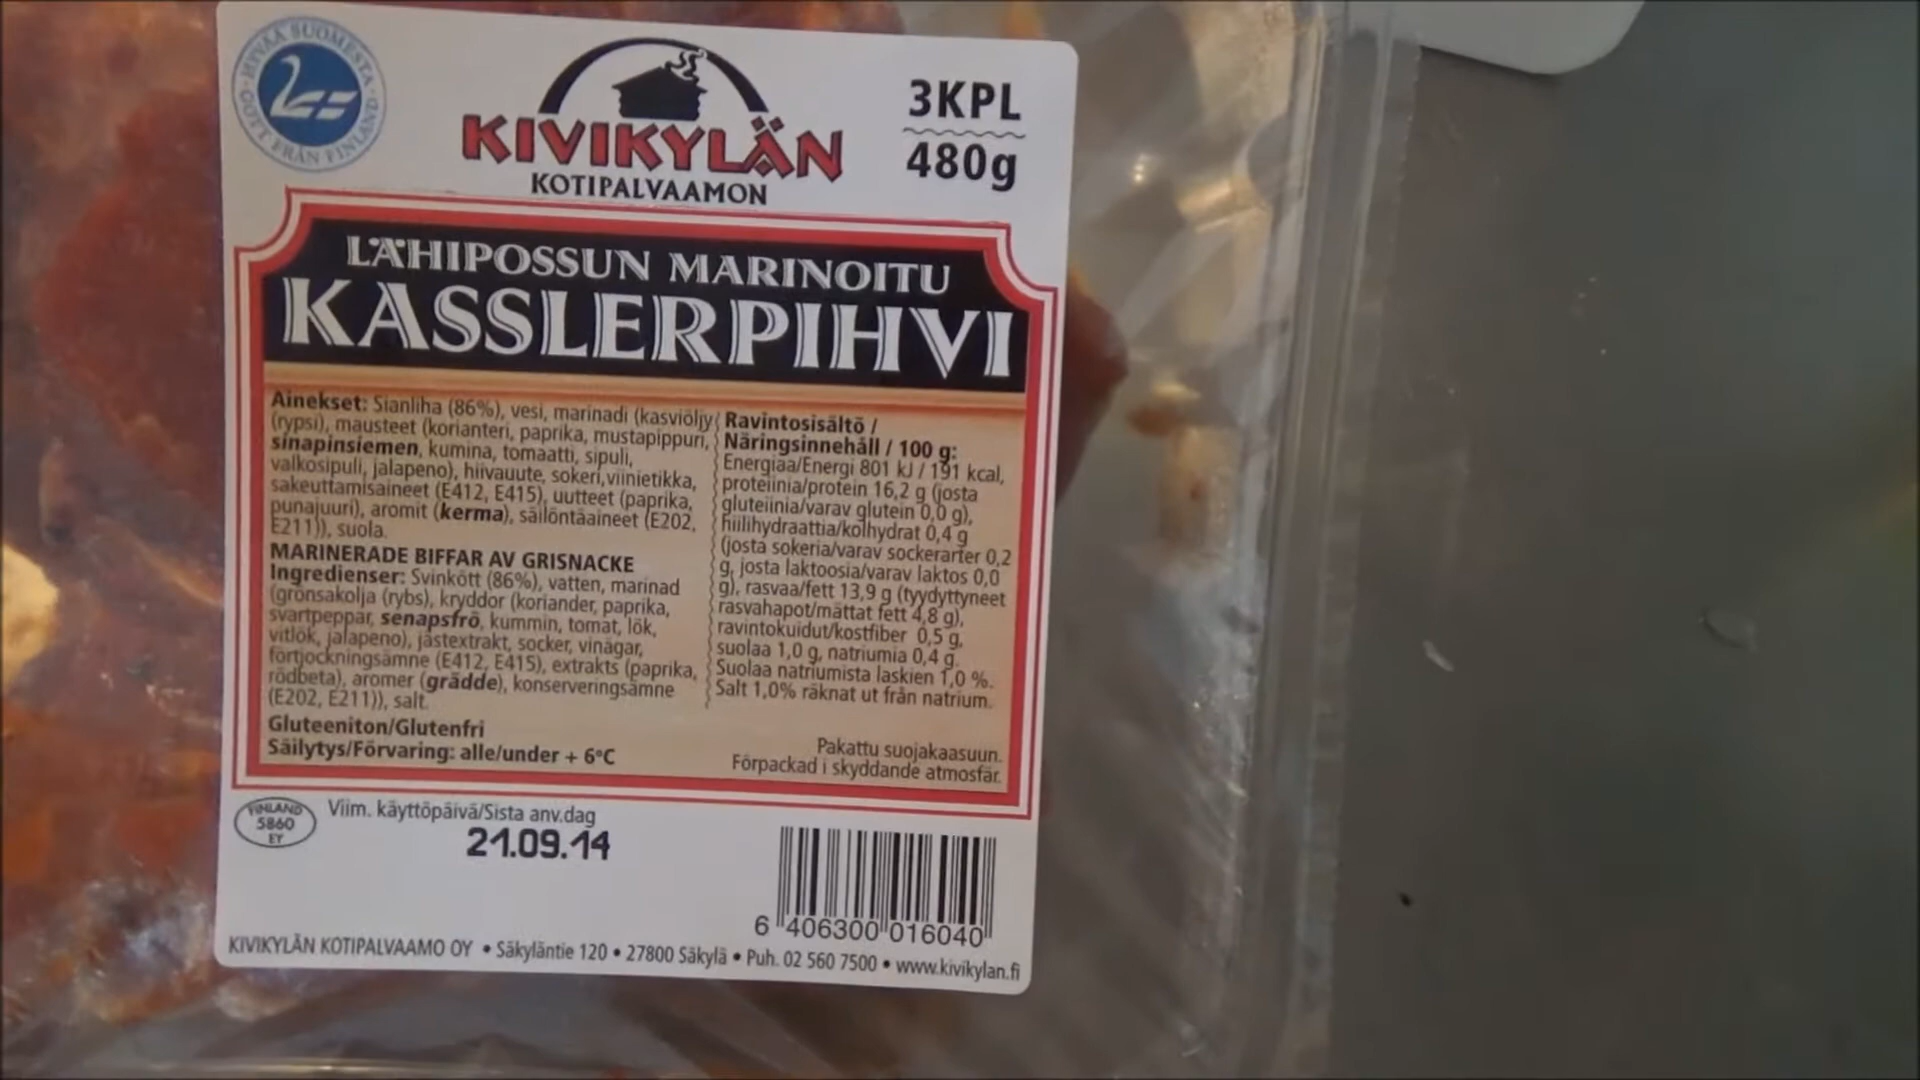 HYVÄÄ SUOMESTA
GOTT FRÅN FINLAND
KIVIKYLÄN
KOTIPALVAAMON
3KPL
480g
LÄHIPOSSUN MARINOITU
KASSLERPIHVI
Ainekset: Sianliha (86%), vesi, marinadi (kasviöljy
(rypsi), mausteet (korianteri, paprika, mustapippuri,
sinapinsiemen, kumina, tomaatti, sipuli,
valkosipuli, jalapeno), hiivauute, sokeri,viinietikka,
sakeuttamisaineet (E412, E415), uutteet (paprika,
punajuuri), aromit (kerma), säilöntäaineet (E202,
E211)), suola.
MARINERADE BIFFAR AV GRISNACKE
Ingredienser: Svinkött (86%), vatten, marinad
(grönsakolja (rybs), kryddor (koriander, paprika,
svartpeppar, senapsfrö, kummin, tomat, lök,
vitlök, jalapeno), jästextrakt, socker, vinägar,
förtjockningsämne (E412, E415), extrakts (paprika,
rödbeta), aromer (grädde), konserveringsämne
(E202, E211)), salt.
Gluteeniton/Glutenfri
Säilytys/Förvaring: alle/under + 6°C
Ravintosisältö /
Näringsinnehåll / 100 g:
Energiaa/Energi 801 kJ / 191 kcal,
proteiinia/protein 16,2 g (josta
gluteiinia/varav glutein 0,0 g),
hiilihydraattia/kolhydrat 0,4 g
(josta sokeria/varav sockerarter 0,2
g, josta laktoosia/varav laktos 0,0
g), rasvaa/fett 13,9 g (tyydyttyneet
rasvahapot/mättat fett 4,8 g),
ravintokuidut/kostfiber 0,5 g,
suolaa 1,0 g, natriumia 0,4 g.
Suolaa natriumista laskien 1,0 %.
Salt 1,0% räknat ut från natrium.
Pakattu suojakaasuun.
Förpackad i skyddande atmosfär.
FINLAND
5860
EY
Viim. käyttöpäivä/Sista anv.dag
21.09.14
6 406300 016040
KIVIKYLÄN KOTIPALVAAMO OY • Säkyläntie 120 • 27800 Säkylä • Puh. 02 560 7500 • www.kivikylan.fi